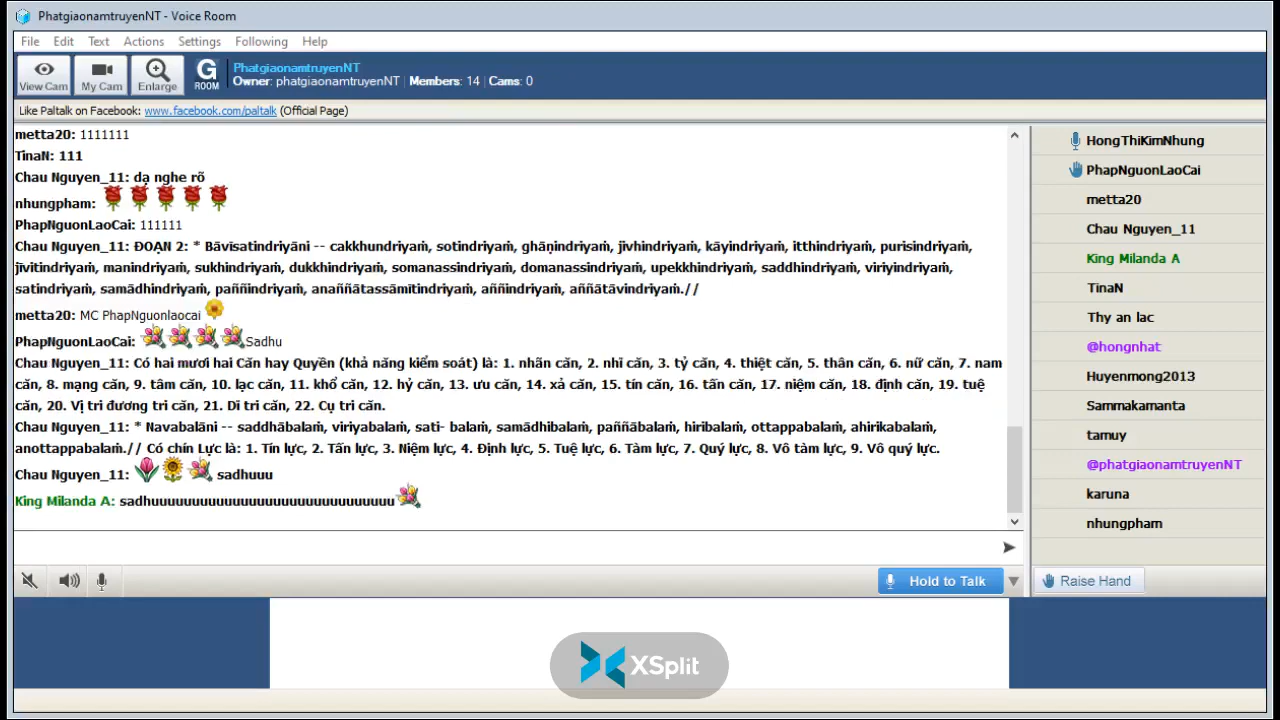 PhatgiaonamtruyenNT - Voice Room
File Edit Text Actions Settings Following Help
View Cam
My Cam
Enlarge
G
ROOM
PhatgiaonamtruyenNT
Owner: phatgiaonamtruyenNT | Members: 14 | Cams: 0
Like Paltalk on Facebook: www.facebook.com/paltalk (Official Page)
metta20: 1111111
TinaN: 111
Chau Nguyen_11: dạ nghe rõ
nhungpham:
PhapNguonLaoCai: 111111
Chau Nguyen_11: ĐOẠN 2: * Bāvīsatindriyāni -- cakkhundriyaṁ, sotindriyaṁ, ghānindriyaṁ, jivhindriyaṁ, kāyindriyaṁ, itthindriyaṁ, purisindriyaṁ,
jīvitindriyaṁ, manindriyaṁ, sukhindriyaṁ, dukkhindriyaṁ, somanassindriyaṁ, domanassindriyaṁ, upekkhindriyaṁ, saddhindriyaṁ, viriyindriyaṁ,
satindriyaṁ, samādhindriyaṁ, paññindriyaṁ, anaññātassāmītindriyaṁ, aññindriyaṁ, aññātāvindriyaṁ.//
metta20: MC PhapNguonlaocai
PhapNguonLaoCai: Sadhu
Chau Nguyen_11: Có hai mươi hai Căn hay Quyền (khả năng kiểm soát) là: 1. nhãn căn, 2. nhĩ căn, 3. tỷ căn, 4. thiệt căn, 5. thân căn, 6. nữ căn, 7. nam
căn, 8. mạng căn, 9. tâm căn, 10. lạc căn, 11. khổ căn, 12. hỷ căn, 13. ưu căn, 14. xả căn, 15. tín căn, 16. tấn căn, 17. niệm căn, 18. định căn, 19. tuệ
căn, 20. Vị tri đương tri căn, 21. Dĩ tri căn, 22. Cụ tri căn.
Chau Nguyen_11: * Navabalāni -- saddhābalaṁ, viriyabalaṁ, sati- balaṁ, samādhibalaṁ, paññābalaṁ, hiribalaṁ, ottappabalaṁ, ahirikabalaṁ,
anottappabalaṁ.// Có chín Lực là: 1. Tín lực, 2. Tấn lực, 3. Niệm lực, 4. Định lực, 5. Tuệ lực, 6. Tàm lực, 7. Quý lực, 8. Vô tàm lực, 9. Vô quý lực.
Chau Nguyen_11: sadhuuu
King Milanda A: sadhuuuuuuuuuuuuuuuuuuuuuuuuuuuuuu
Hold to Talk
HongThiKimNhung
PhapNguonLaoCai
metta20
Chau Nguyen_11
King Milanda A
TinaN
Thy an lac
@hongnhat
Huyenmong2013
Sammakamanta
tamuy
@phatgiaonamtruyenNT
karuna
nhungpham
Raise Hand
XSplit